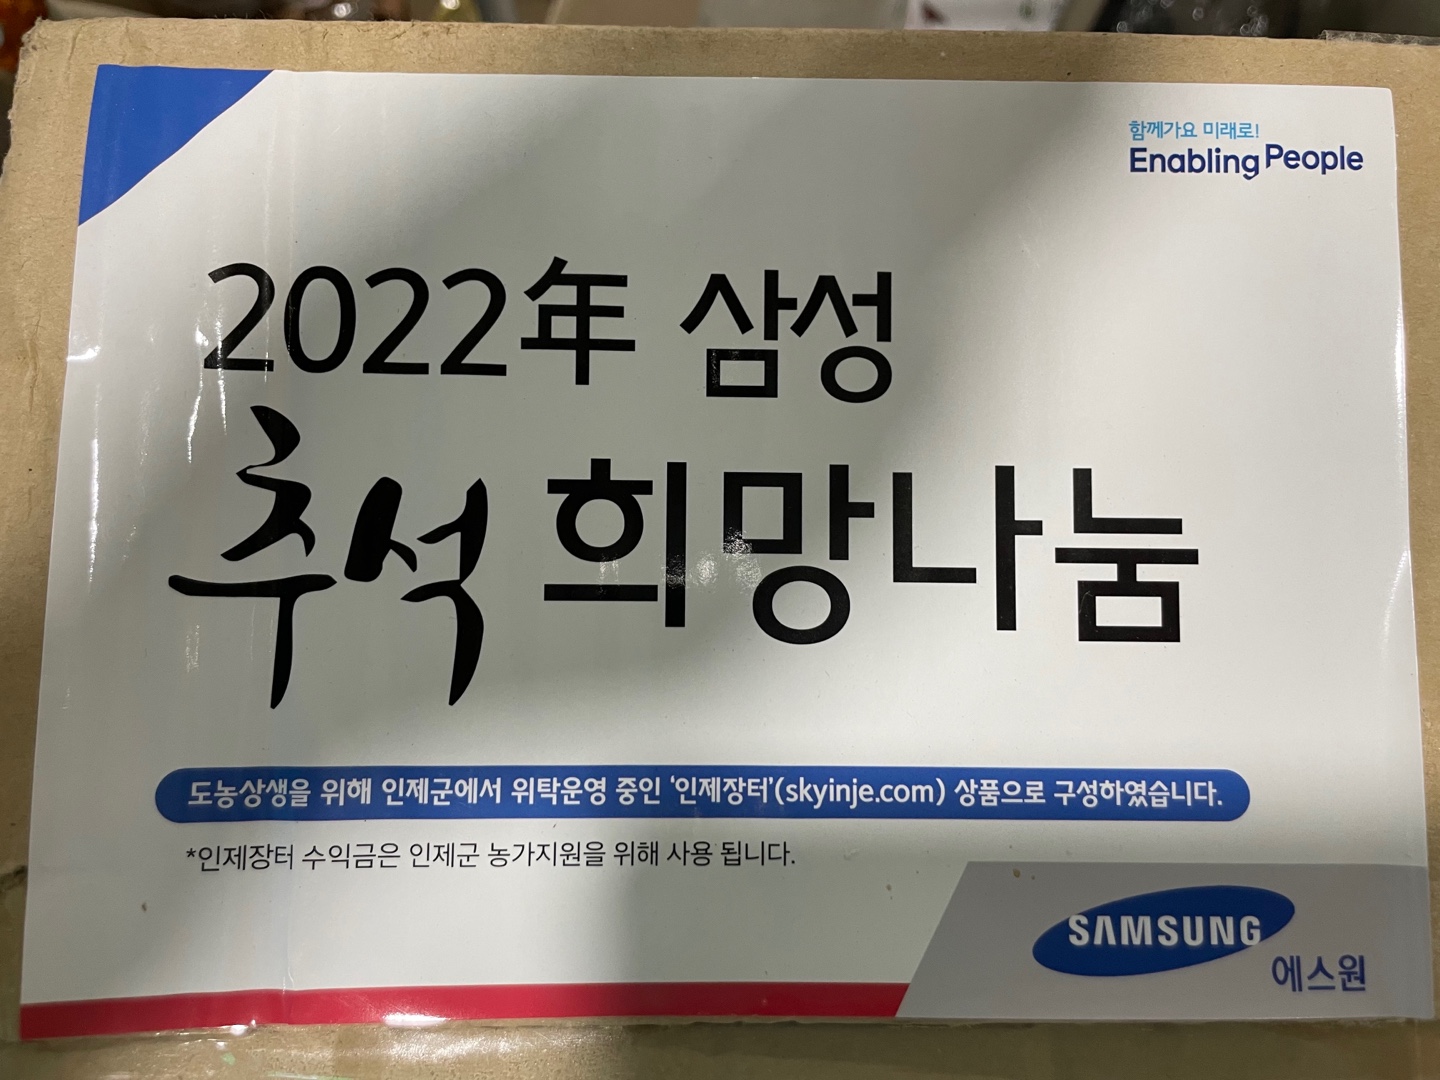 함께가요 미래로!
Enabling People
2022年 삼성
추석 희망나눔
도농상생을 위해 인제군에서 위탁운영 중인 '인제장터'(skyinje.com) 상품으로 구성하였습니다.
*인제장터 수익금은 인제군 농가지원을 위해 사용 됩니다.
SAMSUNG
에스원